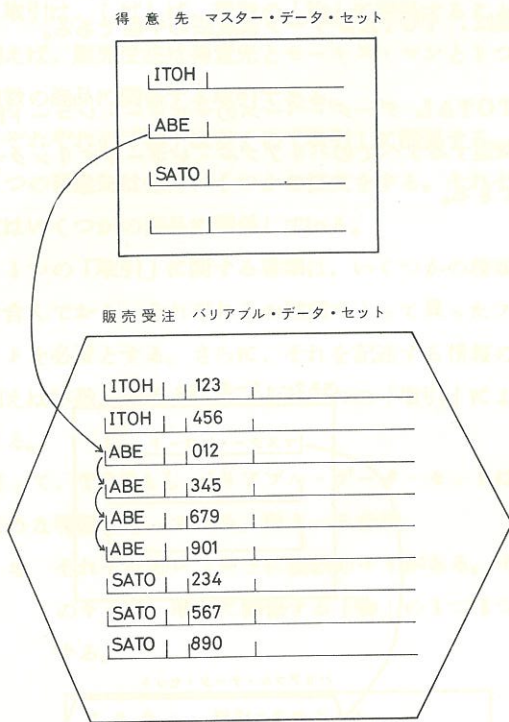 得意先 マスター・データ・セット
ITOH
ABE
SATO
販売受注 バリアブル・データ・セット
ITOH 123
ITOH 456
ABE 012
ABE 345
ABE 679
ABE 901
SATO 234
SATO 567
SATO 890